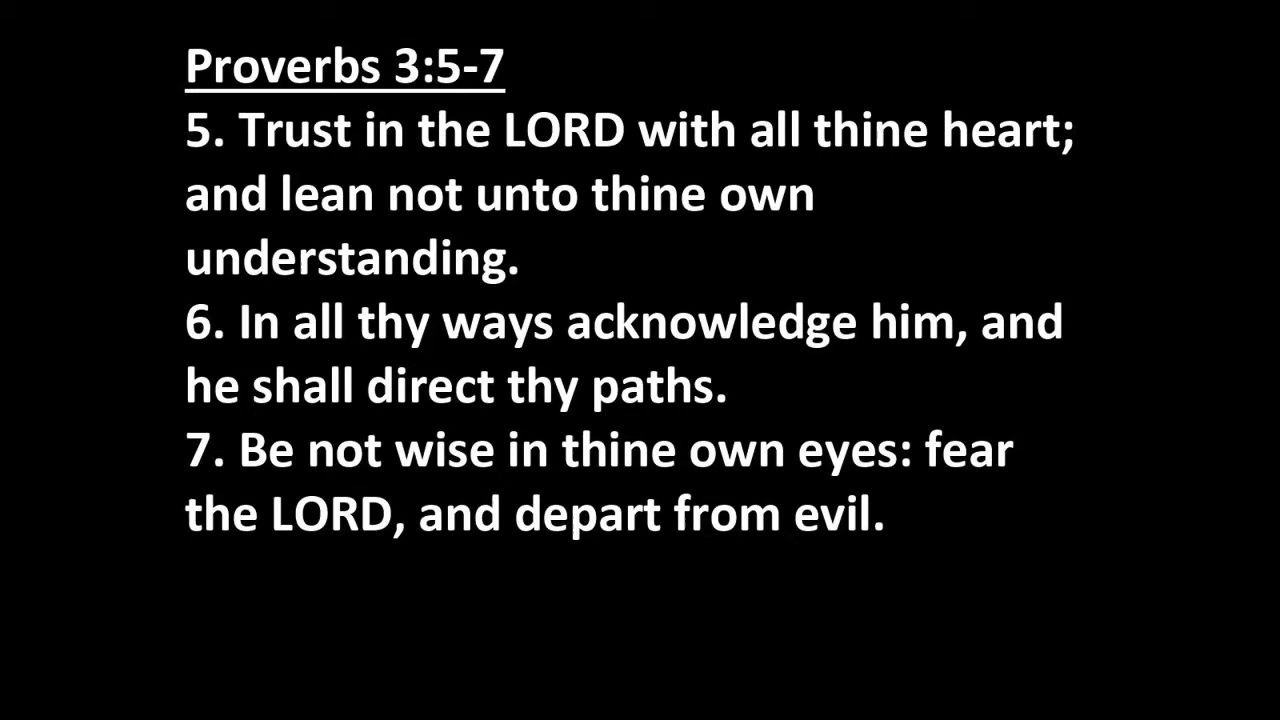 Proverbs 3:5-7
5. Trust in the LORD with all thine heart;
and lean not unto thine own
understanding.
6. In all thy ways acknowledge him, and
he shall direct thy paths.
7. Be not wise in thine own eyes: fear
the LORD, and depart from evil.